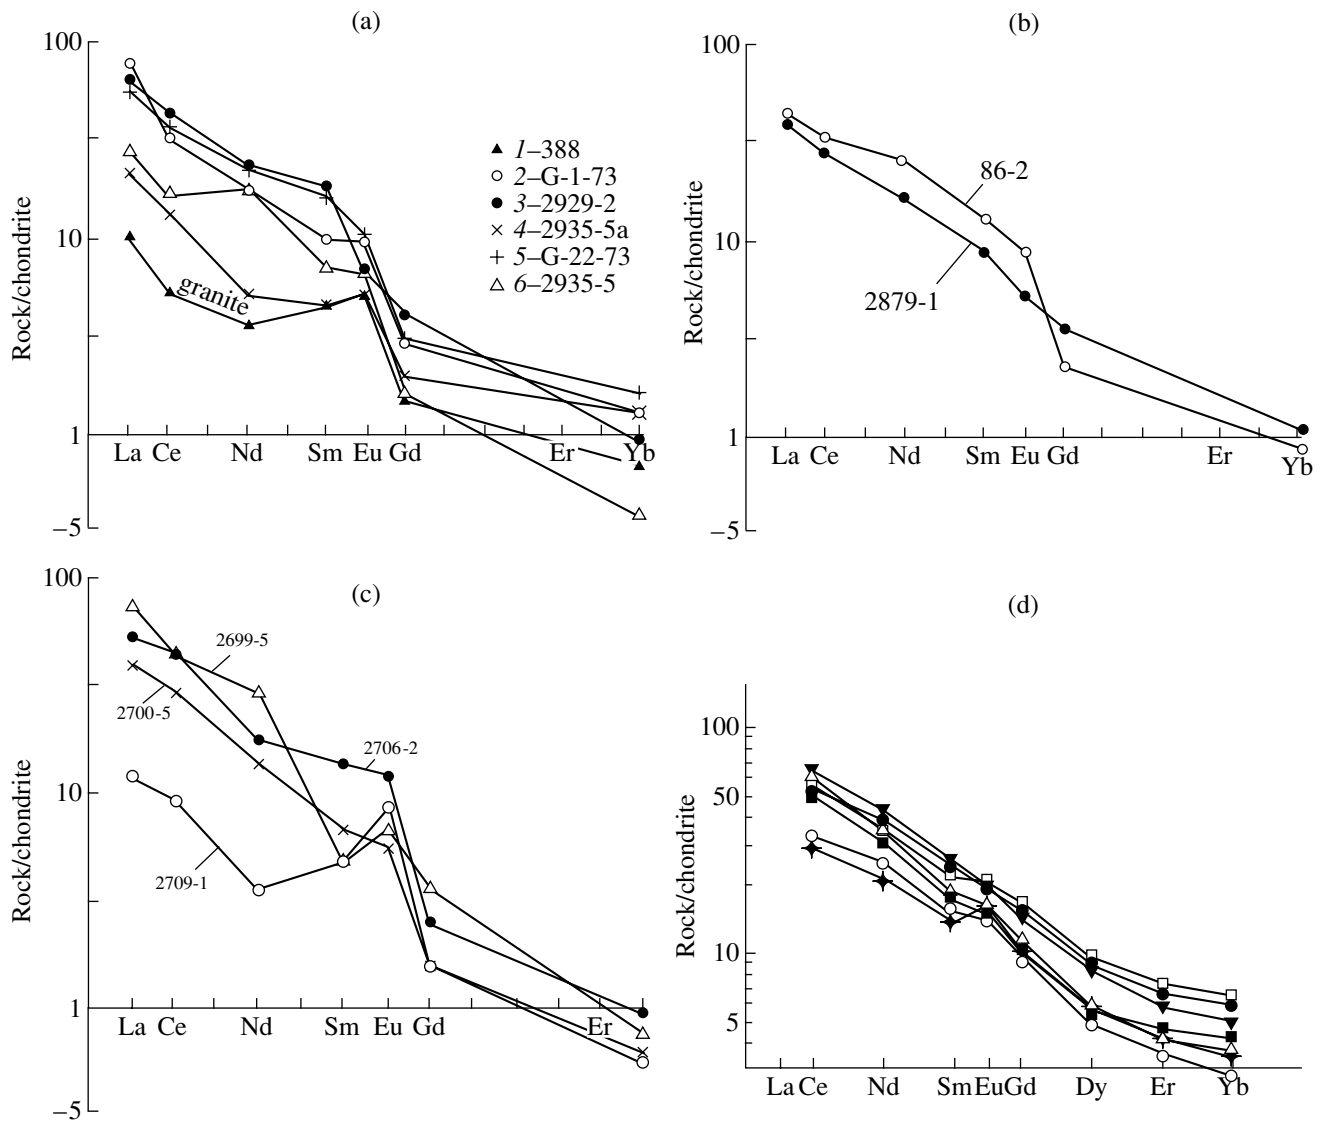 (a)
100
10
1
–5
Rock/chondrite
1–388
2–G-1-73
3–2929-2
4–2935-5a
5–G-22-73
6–2935-5
granite
La Ce Nd Sm Eu Gd Er Yb
(b)
100
10
1
–5
Rock/chondrite
86-2
2879-1
La Ce Nd Sm Eu Gd Er Yb
(c)
100
10
1
–5
Rock/chondrite
2699-5
2700-5
2706-2
2709-1
La Ce Nd Sm Eu Gd Er
(d)
100
50
10
5
Rock/chondrite
La Ce Nd Sm Eu Gd Dy Er Yb